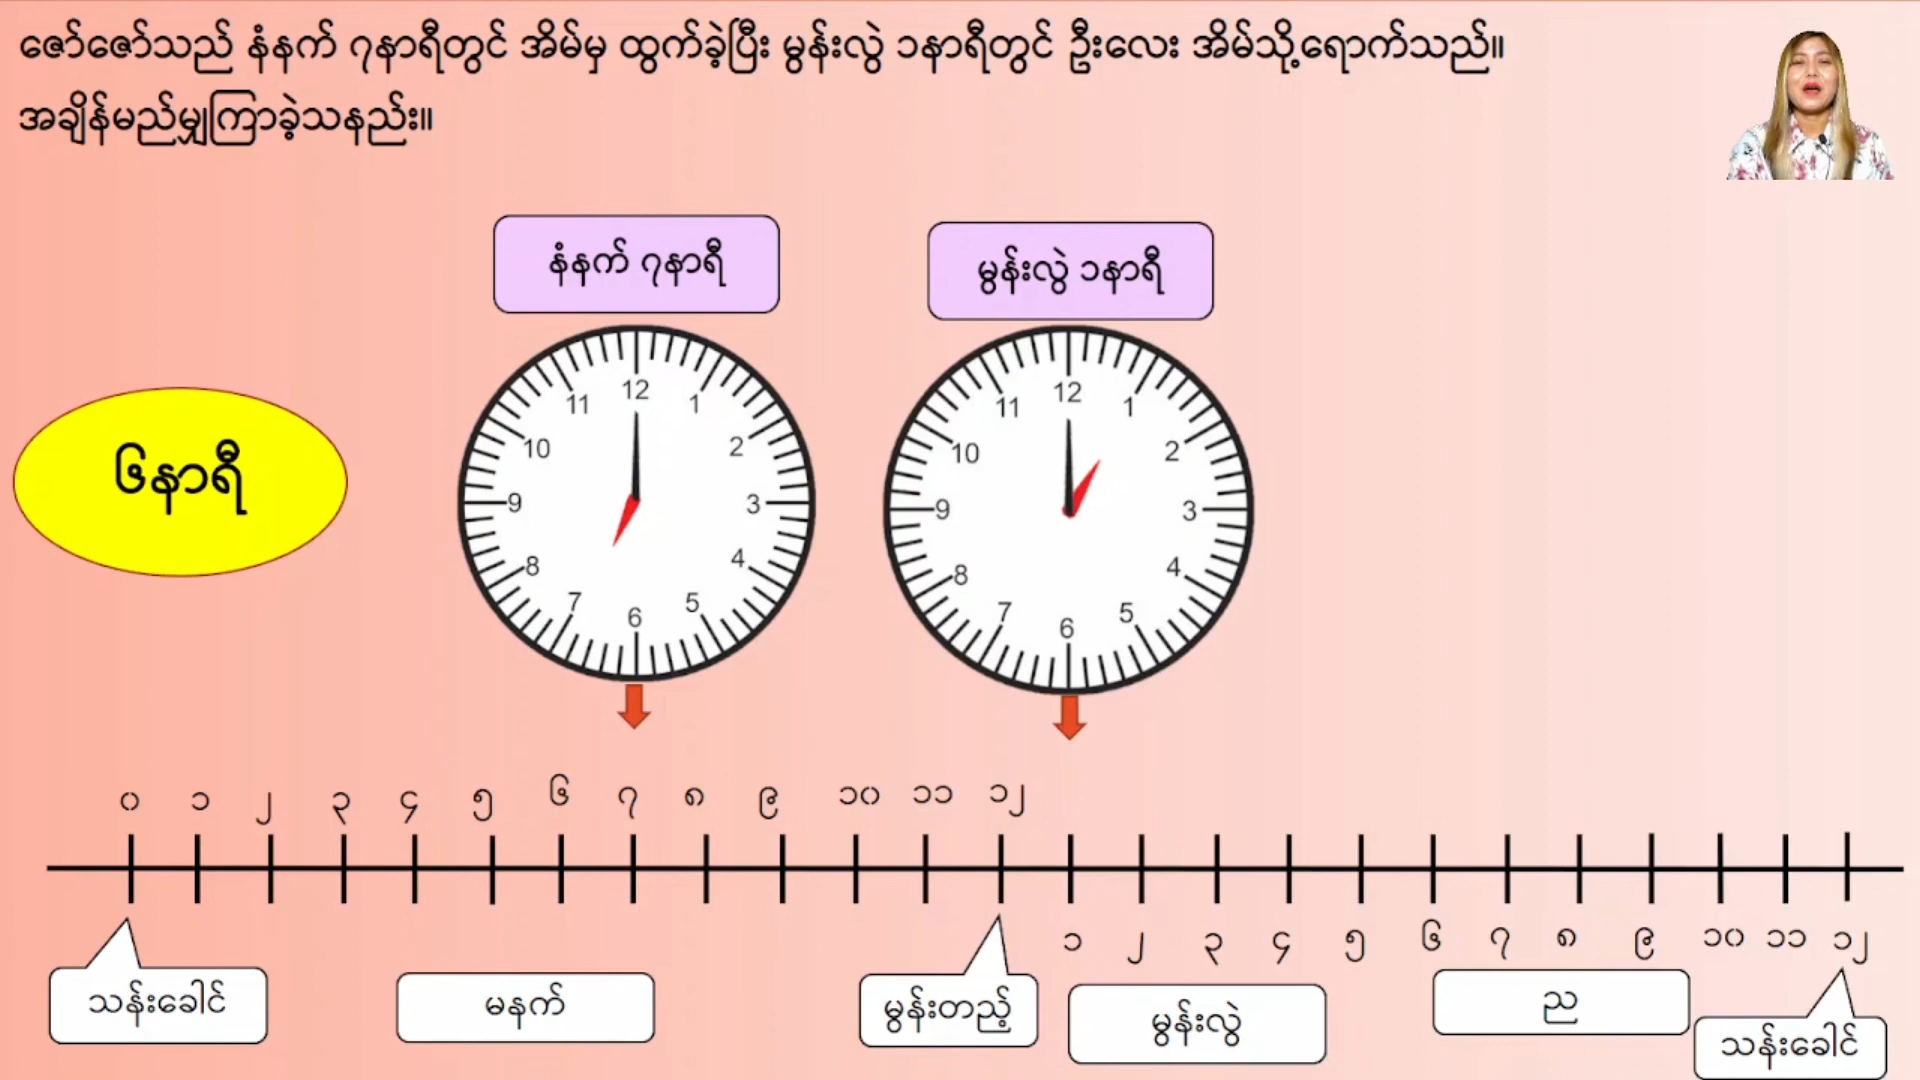 ဇော်ဇော်သည် နံနက် ၇နာရီတွင် အိမ်မှ ထွက်ခဲ့ပြီး မွန်းလွဲ ၁နာရီတွင် ဦးလေး အိမ်သို့ရောက်သည်။
အချိန်မည်မျှကြာခဲ့သနည်း။
နံနက် ၇နာရီ
မွန်းလွဲ ၁နာရီ
၆နာရီ
12
1
2
3
4
5
6
7
8
9
10
11
12
1
2
3
4
5
6
7
8
9
10
11
၀ ၁ ၂ ၃ ၄ ၅ ၆ ၇ ၈ ၉ ၁၀ ၁၁ ၁၂
၁ ၂ ၃ ၄ ၅ ၆ ၇ ၈ ၉ ၁၀ ၁၁ ၁၂
သန်းခေါင်
မနက်
မွန်းတည့်
မွန်းလွဲ
ည
သန်းခေါင်